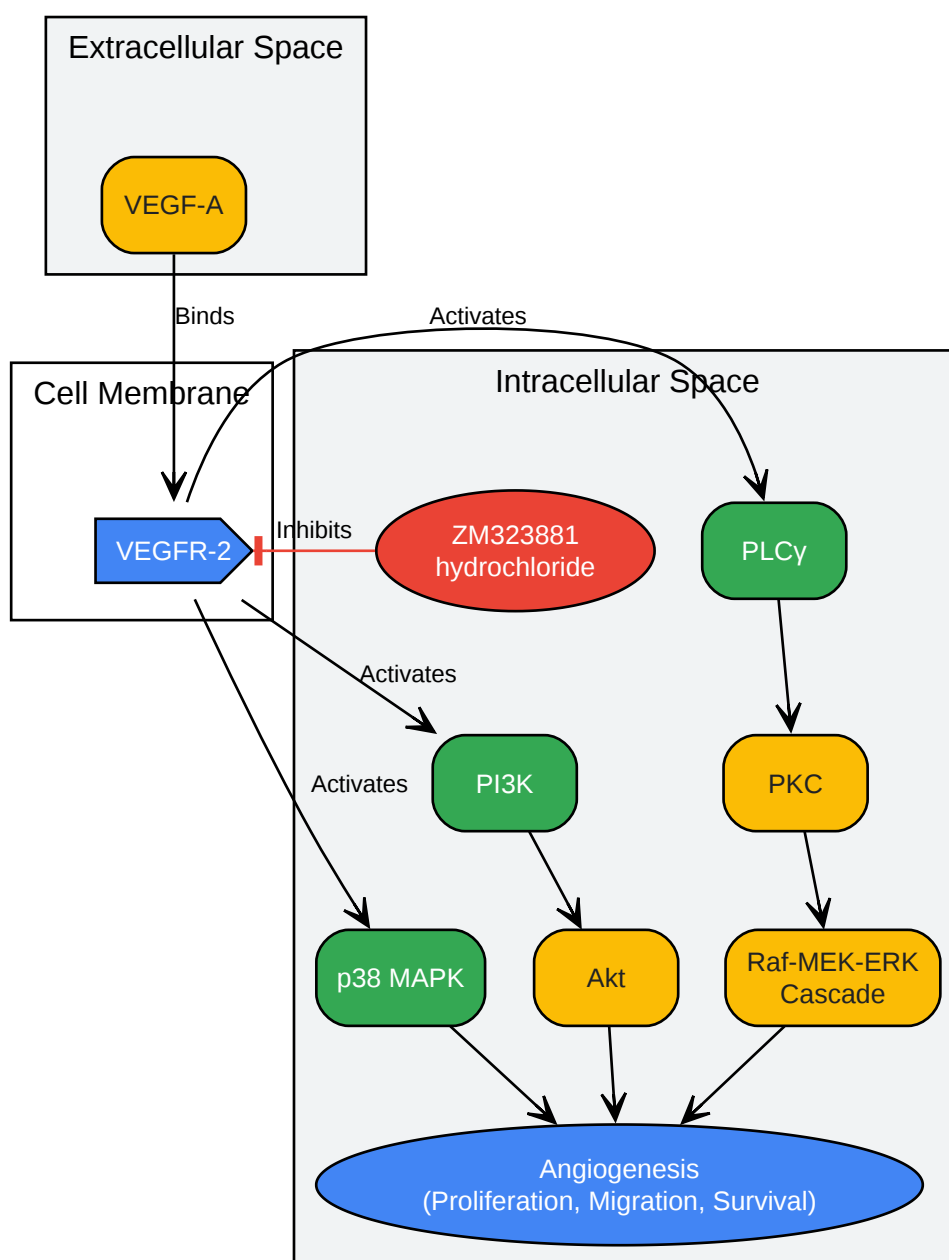 Extracellular Space
VEGF-A
Binds
Activates
Cell Membrane
Intracellular Space
VEGFR-2
Inhibits
ZM323881
hydrochloride
PLCγ
Activates
Activates
PI3K
PKC
p38 MAPK
Akt
Raf-MEK-ERK
Cascade
Angiogenesis
(Proliferation, Migration, Survival)